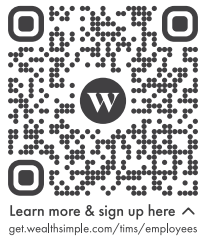 W
Learn more & sign up here
get.wealthsimple.com/tims/employees